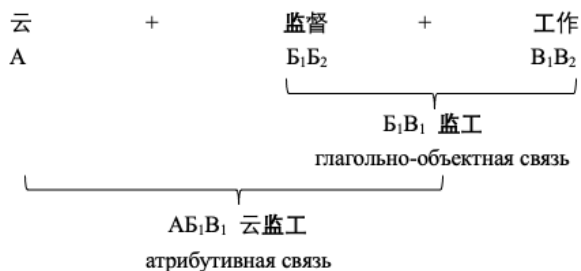 云 + 监督 + 工作
А Б₁Б₂ В₁В₂
Б₁В₁ 监工
глагольно-объектная связь
АБ₁В₁ 云监工
атрибутивная связь